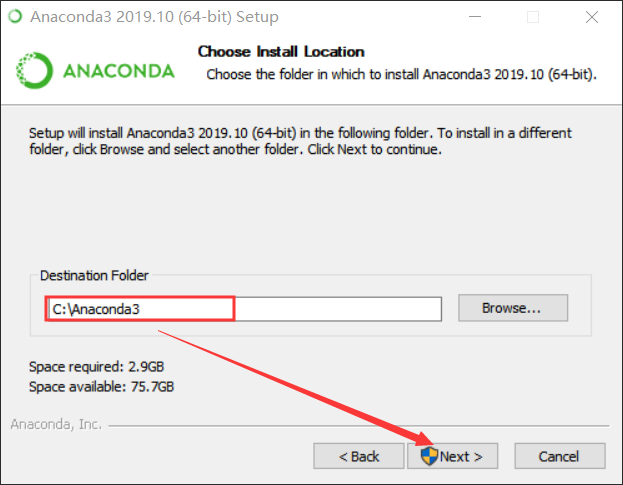 Anaconda3 2019.10 (64-bit) Setup
ANACONDA
Choose Install Location
Choose the folder in which to install Anaconda3 2019.10 (64-bit).
Setup will install Anaconda3 2019.10 (64-bit) in the following folder. To install in a different
folder, click Browse and select another folder. Click Next to continue.
Destination Folder
C:\Anaconda3
Browse...
Space required: 2.9GB
Space available: 75.7GB
Anaconda, Inc.
< Back
Next >
Cancel